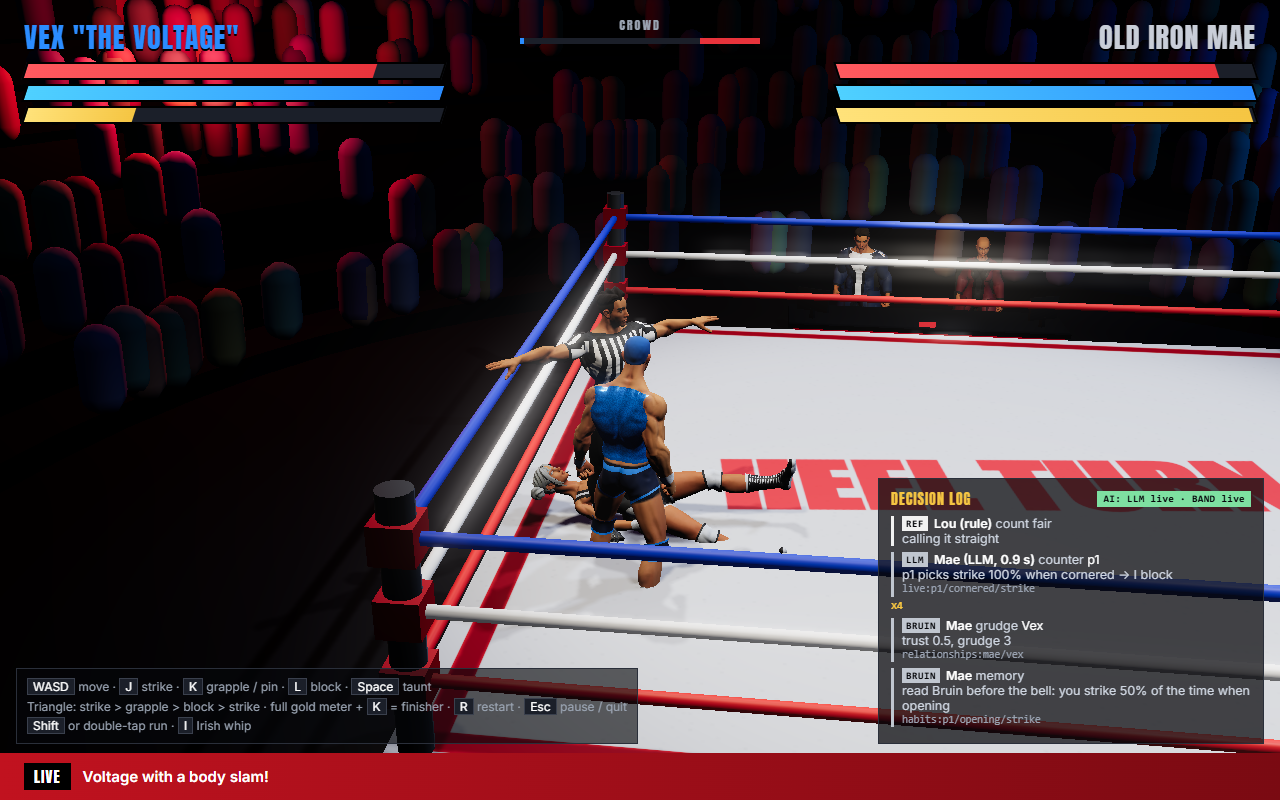 VEX "THE VOLTAGE"
CROWD
OLD IRON MAE
HEEL TURN
DECISION LOG
AI: LLM live · BAND live
REF Lou (rule) count fair
calling it straight
LLM Mae (LLM, 0.9 s) counter p1
p1 picks strike 100% when cornered → I block
live:p1/cornered/strike
x4
BRUIN Mae grudge Vex
trust 0.5, grudge 3
relationships:mae/vex
BRUIN Mae memory
read Bruin before the bell: you strike 50% of the time when
opening
habits:p1/opening/strike
WASD move · J strike · K grapple / pin · L block · Space taunt
Triangle: strike > grapple > block > strike · full gold meter + K = finisher · R restart · Esc pause / quit
Shift or double-tap run · I Irish whip
LIVE Voltage with a body slam!